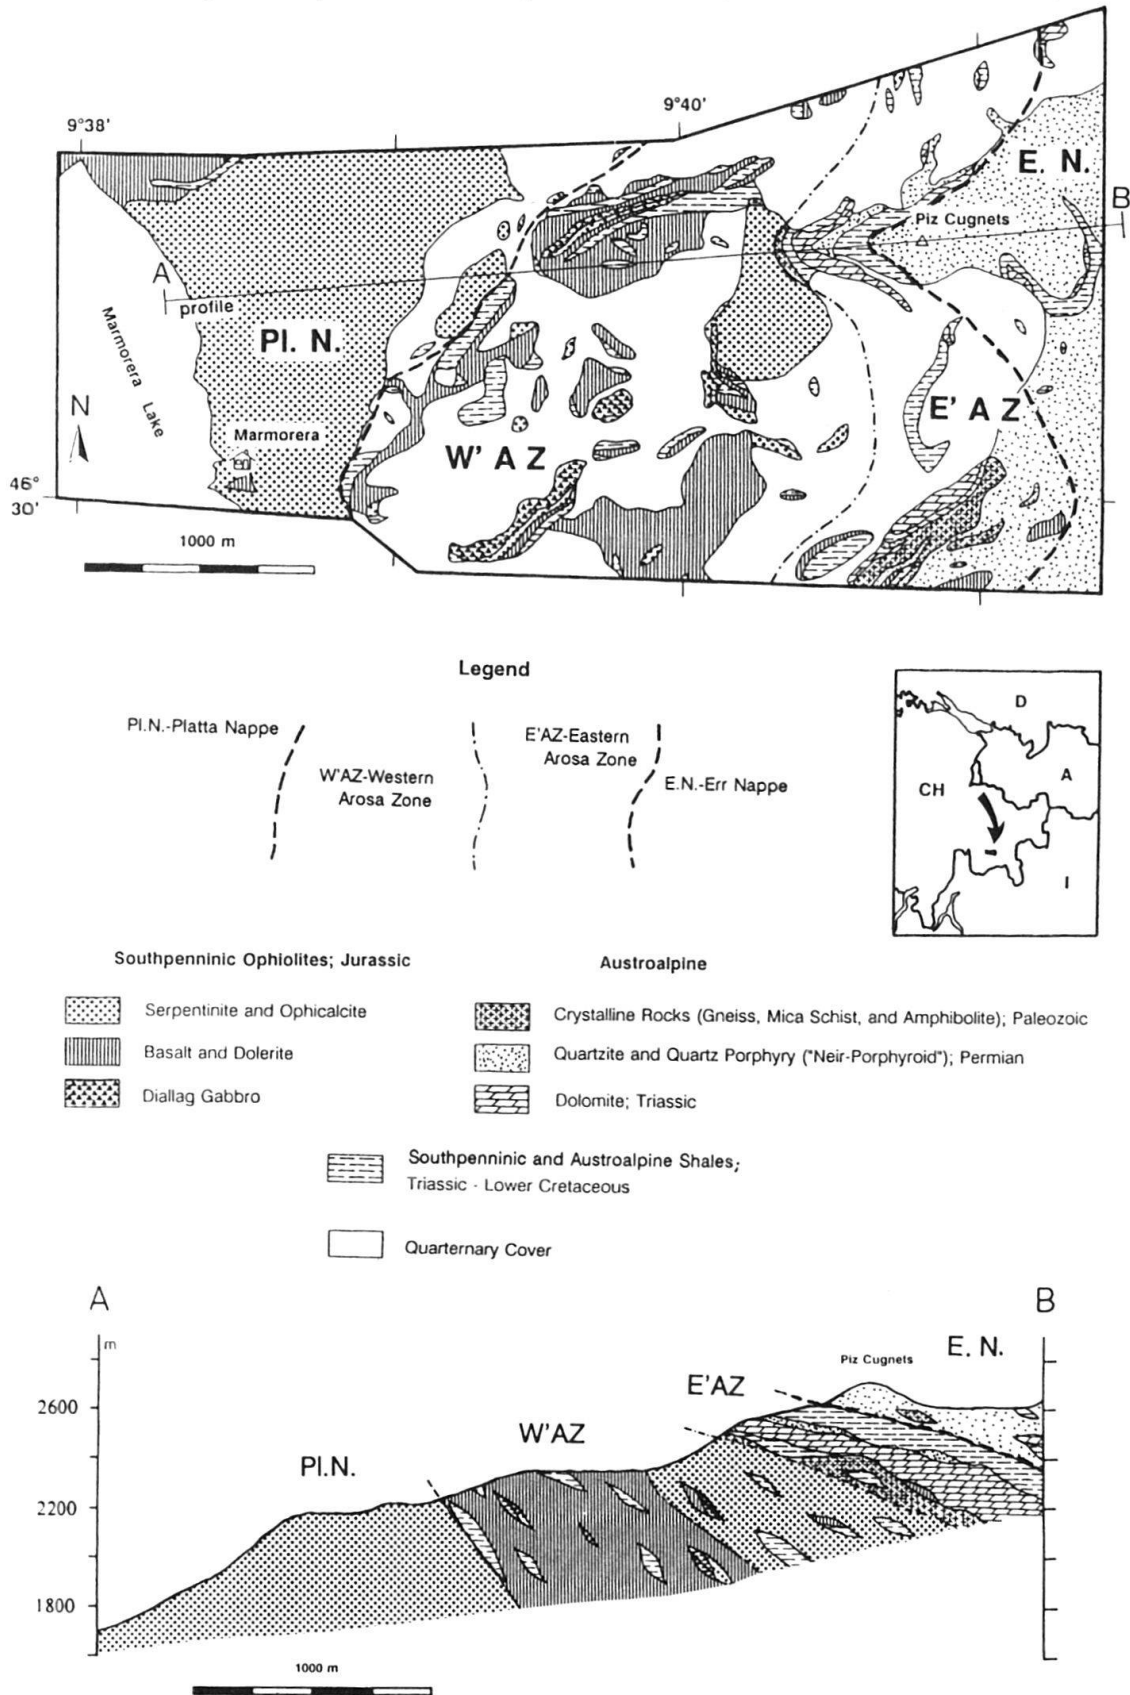 9°38'
9°40'
E. N.
B
Piz Cugnets
A
profile
Pl. N.
Marmorera Lake
N
Marmorera
E' A Z
W' A Z
46°
30'
1000 m
Legend
Pl.N.-Platta Nappe
E'AZ-Eastern
Arosa Zone
W'AZ-Western
Arosa Zone
E.N.-Err Nappe
D
A
CH
I
Southpenninic Ophiolites; Jurassic
Austroalpine
Serpentinite and Ophicalcite
Crystalline Rocks (Gneiss, Mica Schist, and Amphibolite); Paleozoic
Basalt and Dolerite
Quartzite and Quartz Porphyry ("Neir-Porphyroid"); Permian
Diallag Gabbro
Dolomite; Triassic
Southpenninic and Austroalpine Shales;
Triassic - Lower Cretaceous
Quarternary Cover
A
B
m
E. N.
Piz Cugnets
E'AZ
2600
W'AZ
Pl.N.
2200
1800
1000 m